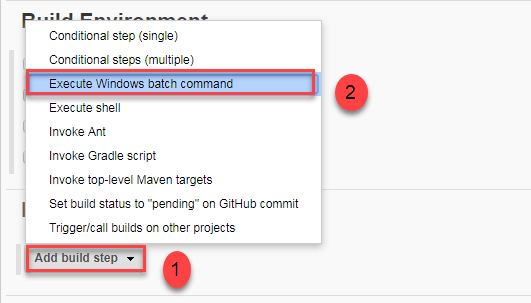 Build Environment
Conditional step (single)
Conditional steps (multiple)
Execute Windows batch command
2
Execute shell
Invoke Ant
Invoke Gradle script
Invoke top-level Maven targets
Set build status to "pending" on GitHub commit
Trigger/call builds on other projects
Add build step
1